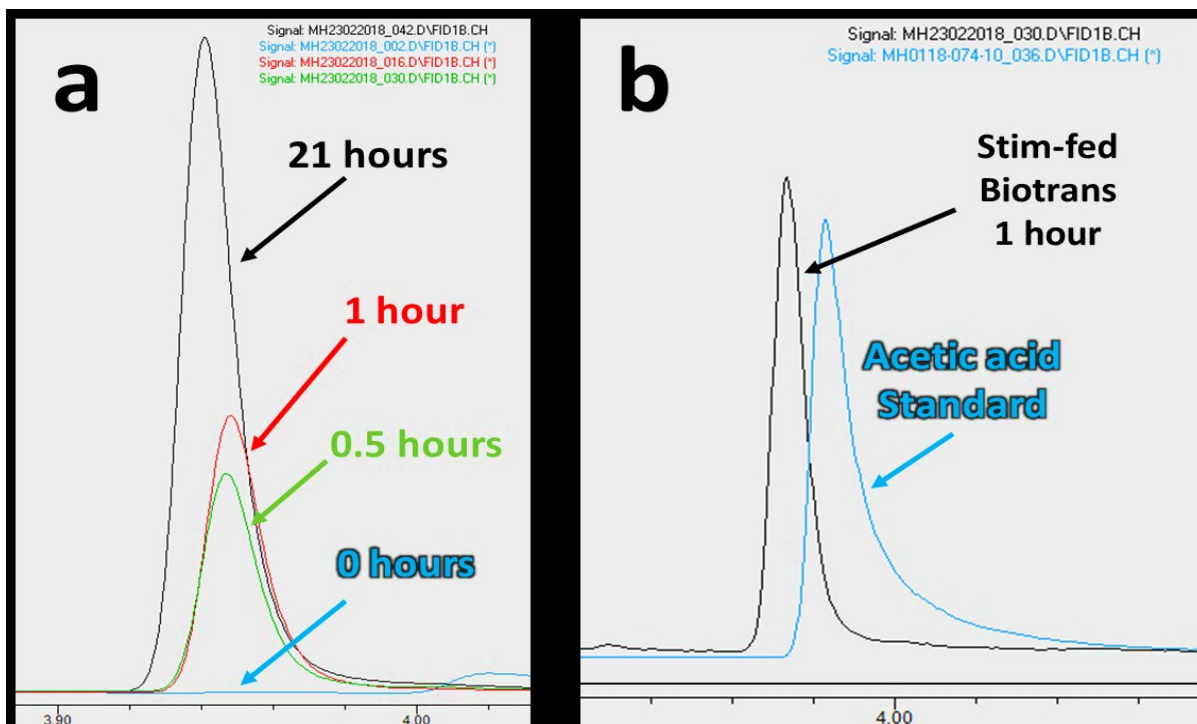 Signal: MH23022018_042.D\FID1B.CH
Signal: MH23022018_002.D\FID1B.CH (*)
Signal: MH23022018_016.D\FID1B.CH (*)
Signal: MH23022018_030.D\FID1B.CH (*)
a
21 hours
1 hour
0.5 hours
0 hours
3.90
4.00
Signal: MH23022018_030.D\FID1B.CH
Signal: MH0118-074-10_036.D\FID1B.CH (*)
b
Stim-fed
Biotrans
1 hour
Acetic acid
Standard
4.00